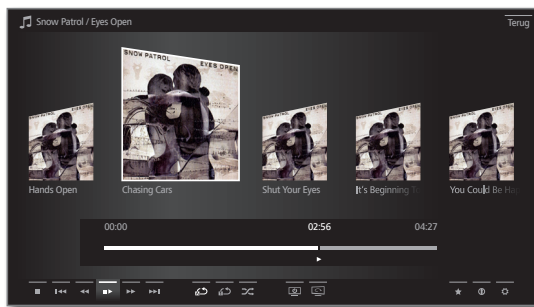 Snow Patrol / Eyes Open
Terug
SNOW PATROL
EYES OPEN
Hands Open
Chasing Cars
Shut Your Eyes
It's Beginning T
You Could Be Ha
00:00
02:56
04:27